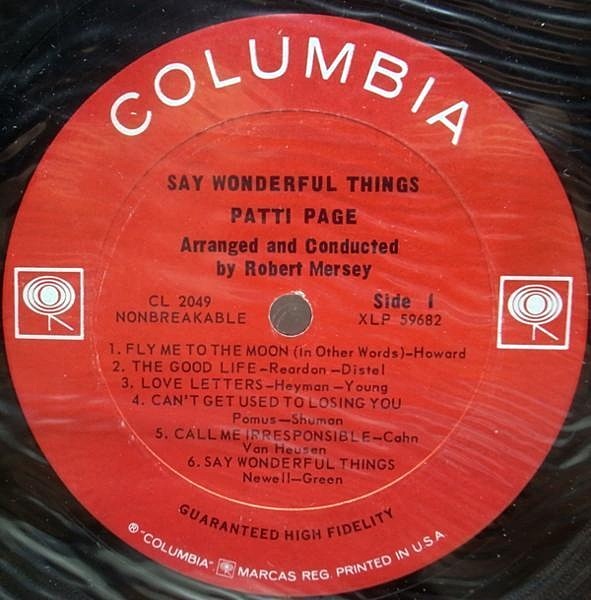 COLUMBIA
SAY WONDERFUL THINGS
PATTI PAGE
Arranged and Conducted
by Robert Mersey
CL 2049
NONBREAKABLE
Side 1
XLP 59682
1. FLY ME TO THE MOON (In Other Words)–Howard
2. THE GOOD LIFE–Reardon–Distel
3. LOVE LETTERS–Heyman–Young
4. CAN'T GET USED TO LOSING YOU
Pomus–Shuman
5. CALL ME IRRESPONSIBLE–Cahn
Van Heusen
6. SAY WONDERFUL THINGS
Newell–Green
GUARANTEED HIGH FIDELITY
® "COLUMBIA" MARCAS REG. PRINTED IN U.S.A.